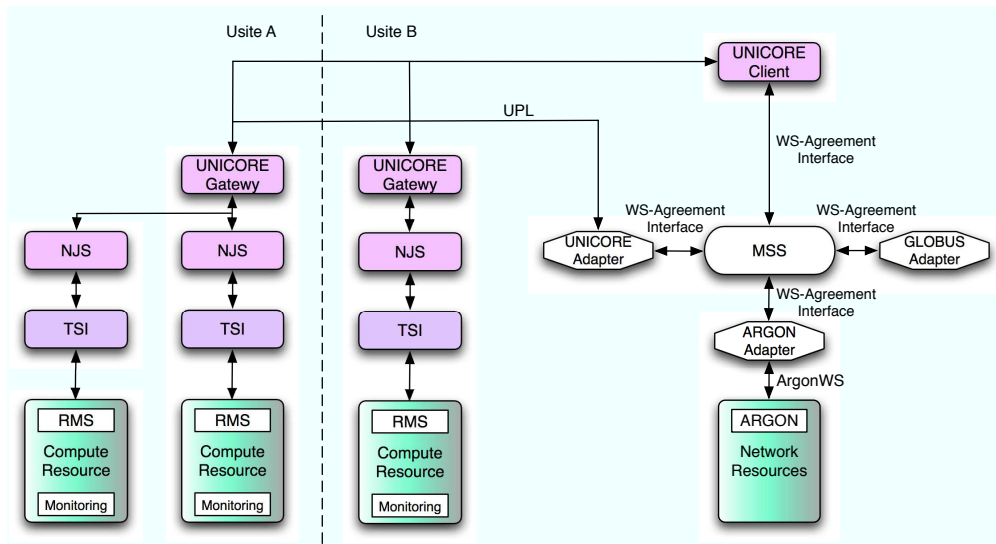 Usite A
Usite B
UNICORE
Client
UPL
WS-Agreement
Interface
UNICORE
Gatewy
UNICORE
Gatewy
WS-Agreement
Interface
WS-Agreement
Interface
NJS
NJS
NJS
UNICORE
Adapter
MSS
GLOBUS
Adapter
WS-Agreement
Interface
TSI
TSI
TSI
ARGON
Adapter
ArgonWS
RMS
Compute
Resource
Monitoring
RMS
Compute
Resource
Monitoring
RMS
Compute
Resource
Monitoring
ARGON
Network
Resources